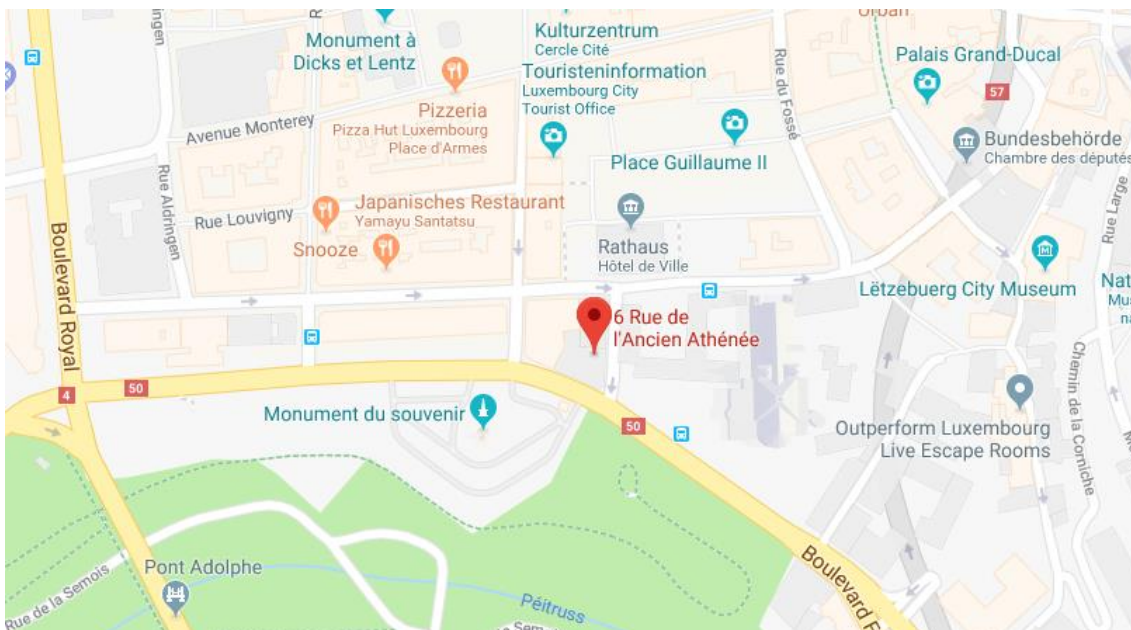 ingen
R
Urban
Monument à
Dicks et Lentz
Kulturzentrum
Cercle Cité
Touristeninformation
Luxembourg City
Tourist Office
Palais Grand-Ducal
57
Rue du Fossé
Pizzeria
Pizza Hut Luxembourg
Place d'Armes
Avenue Monterey
Place Guillaume II
Bundesbehörde
Chambre des députés
Rue Aldringen
Rue Louvigny
Japanisches Restaurant
Yamayu Santatsu
Snooze
Rathaus
Hôtel de Ville
Rue Large
Boulevard Royal
Lëtzebuerg City Museum
Nat
Mus
na
6 Rue de
l'Ancien Athénée
4
50
Monument du souvenir
50
Outperform Luxembourg
Live Escape Rooms
Chemin de la Corniche
Pont Adolphe
Rue de la Semois
Péitruss
Boulevard F